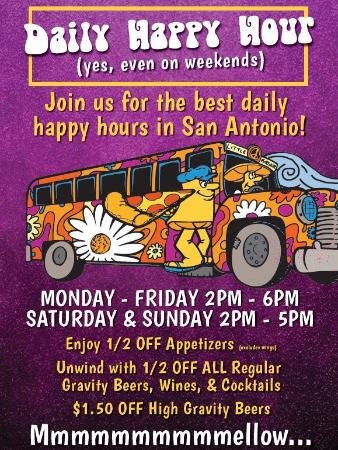 Daily Happy Hour
(yes, even on weekends)
Join us for the best daily
happy hours in San Antonio!
MONDAY - FRIDAY 2PM - 6PM
SATURDAY & SUNDAY 2PM - 5PM
Enjoy 1/2 OFF Appetizers (excludes wings)
Unwind with 1/2 OFF ALL Regular
Gravity Beers, Wines, & Cocktails
$1.50 OFF High Gravity Beers
Mmmmmmmmmmellow...